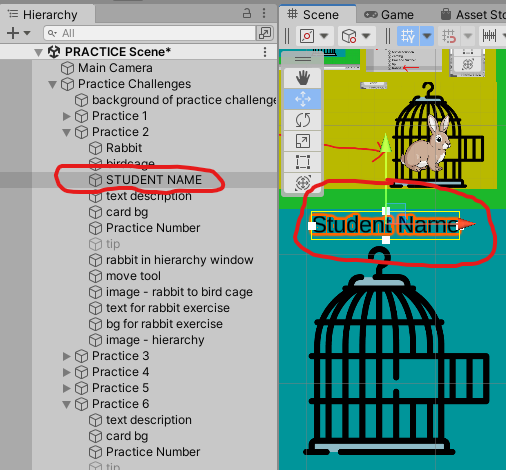 Hierarchy
All
PRACTICE Scene*
Main Camera
Practice Challenges
background of practice challenge
Practice 1
Practice 2
Rabbit
birdcage
STUDENT NAME
text description
card bg
Practice Number
tip
rabbit in hierarchy window
move tool
image - rabbit to bird cage
text for rabbit exercise
bg for rabbit exercise
image - hierarchy
Practice 3
Practice 4
Practice 5
Practice 6
text description
card bg
Practice Number
tip
Scene
Game
Asset Sto
Student Name